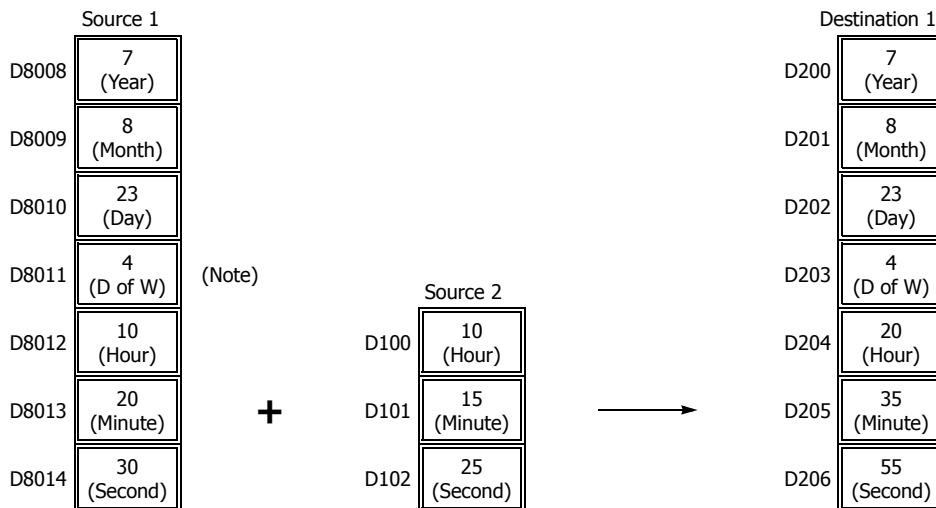 Source 1
Destination 1
D8008
7
(Year)
D200
7
(Year)
D8009
8
(Month)
D201
8
(Month)
D8010
23
(Day)
D202
23
(Day)
D8011
4
(D of W)
(Note)
D203
4
(D of W)
Source 2
D8012
10
(Hour)
D100
10
(Hour)
D204
20
(Hour)
D8013
20
(Minute)
+
D101
15
(Minute)
D205
35
(Minute)
D8014
30
(Second)
D102
25
(Second)
D206
55
(Second)